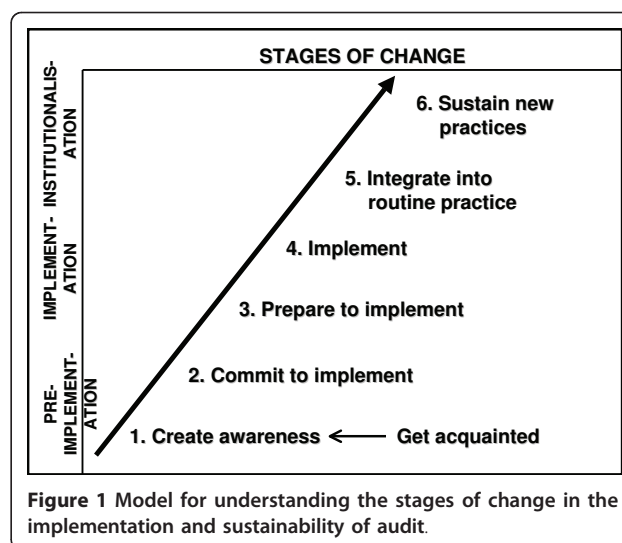 STAGES OF CHANGE
INSTITUTIONALIS-
ATION
6. Sustain new
practices
5. Integrate into
routine practice
IMPLEMENT-
ATION
4. Implement
3. Prepare to implement
PRE-
IMPLEMENT-
ATION
2. Commit to implement
1. Create awareness
Get acquainted
Figure 1 Model for understanding the stages of change in the
implementation and sustainability of audit.